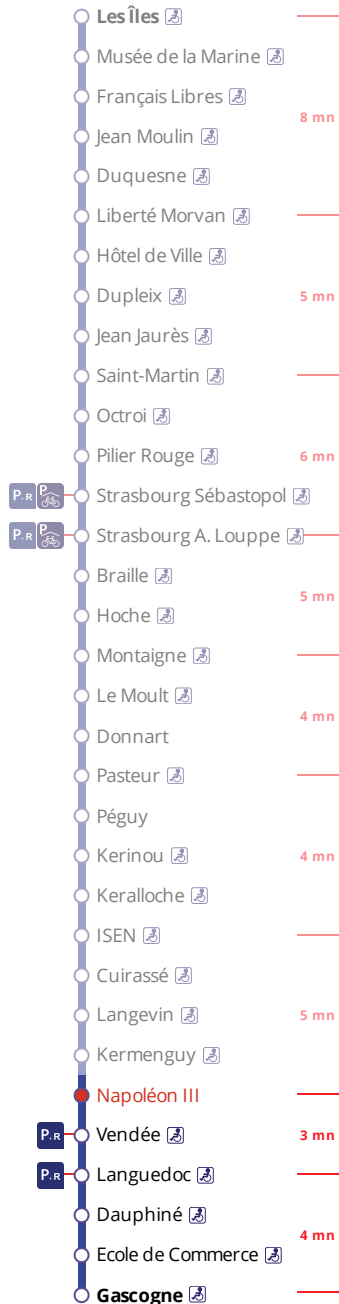 Les Îles
Musée de la Marine
Français Libres
8 mn
Jean Moulin
Duquesne
Liberté Morvan
Hôtel de Ville
Dupleix 5 mn
Jean Jaurès
Saint-Martin
Octroi
Pilier Rouge 6 mn
P+R P Strasbourg Sébastopol
P+R P Strasbourg A. Louppe
Braille
5 mn
Hoche
Montaigne
Le Moult
4 mn
Donnart
Pasteur
Péguy
Kerinou 4 mn
Keralloche
ISEN
Cuirassé
Langevin 5 mn
Kermenguy
Napoléon III
P+R Vendée 3 mn
P+R Languedoc
Dauphiné
4 mn
Ecole de Commerce
Gascogne